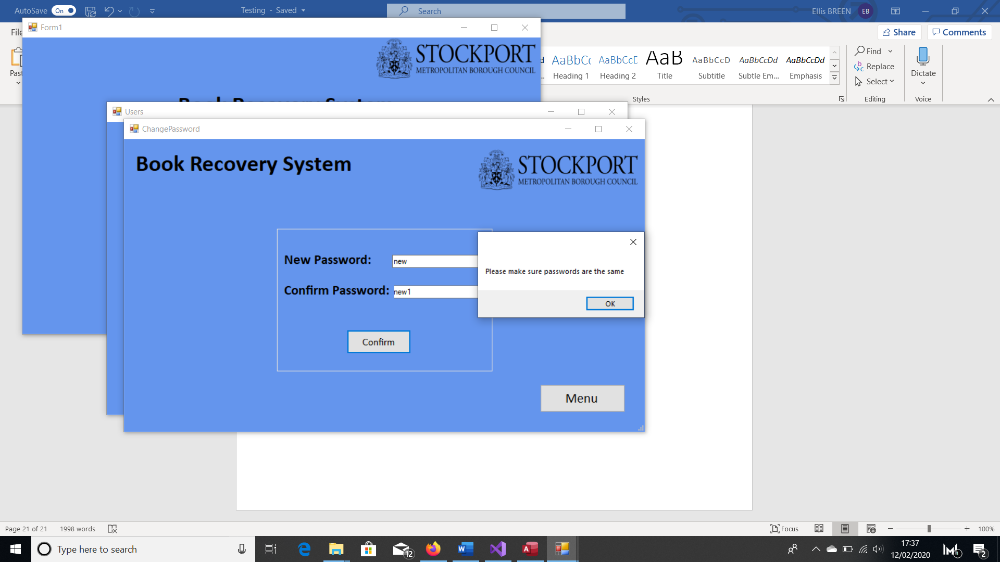 AutoSave On Testing - Saved Search Ellis BREEN EB
File Share Comments
Form1
STOCKPORT
METROPOLITAN BOROUGH COUNCIL
Book Recovery System
AaBbCc AaBbCcD AaB AaBbCcD AaBbCcDd AaBbCcDd
Heading 1 Heading 2 Title Subtitle Subtle Em... Emphasis
Styles
Find
Replace
Select
Editing
Dictate
Voice
Users
ChangePassword
Book Recovery System
STOCKPORT
METROPOLITAN BOROUGH COUNCIL
New Password: new
Confirm Password: new1
Confirm
Please make sure passwords are the same
OK
Menu
Page 21 of 21 1998 words Focus 100%
Type here to search 12 17:37
12/02/2020 2